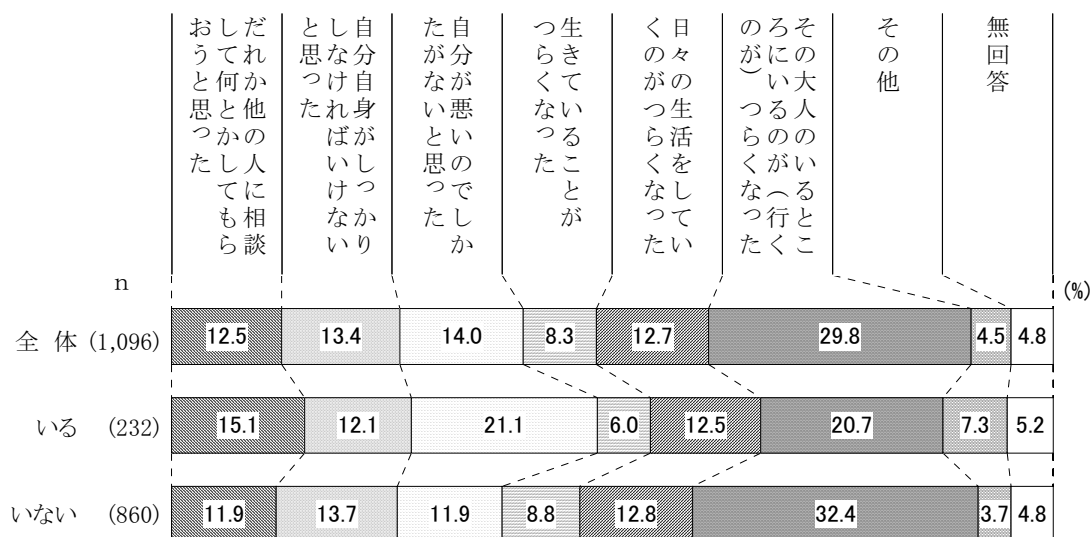 だれか他の人に相談
して何とかしてもら
おうと思った
自分自身がしっかり
しなければいけない
と思った
自分が悪いのでしか
たがないと思った
生きていることが
つらくなった
日々の生活をしてい
くのがつらくなった
その大人のいるとこ
ろにいるのが（行く
のが）つらくなった
その他
無回答
n
(%)
全 体 (1,096) 12.5 13.4 14.0 8.3 12.7 29.8 4.5 4.8
いる (232) 15.1 12.1 21.1 6.0 12.5 20.7 7.3 5.2
いない (860) 11.9 13.7 11.9 8.8 12.8 32.4 3.7 4.8